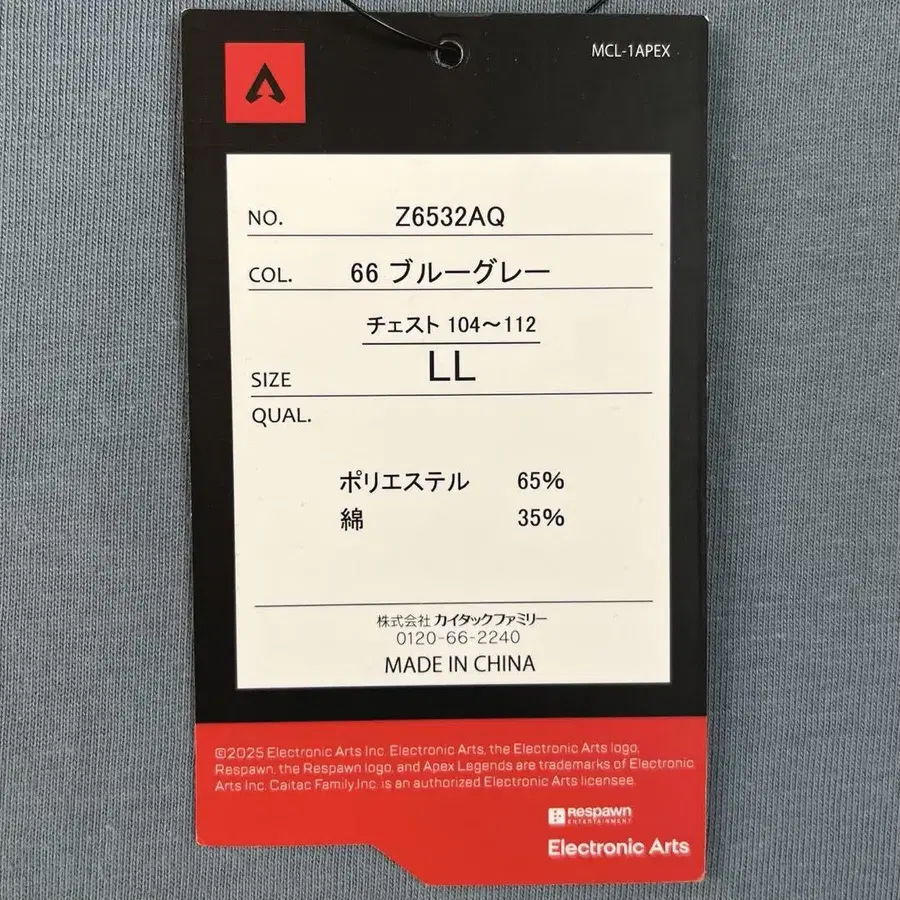 MCL-1APEX
NO. Z6532AQ
COL. 66 ブルーグレー
チェスト 104～112
SIZE LL
QUAL.
ポリエステル 65%
綿 35%
株式会社 カイタックファミリー
0120-66-2240
MADE IN CHINA
©2025 Electronic Arts Inc. Electronic Arts, the Electronic Arts logo,
Respawn, the Respawn logo, and Apex Legends are trademarks of Electronic
Arts Inc. Caitac Family.Inc. is an authorized Electronic Arts licensee.
Respawn
ENTERTAINMENT
Electronic Arts